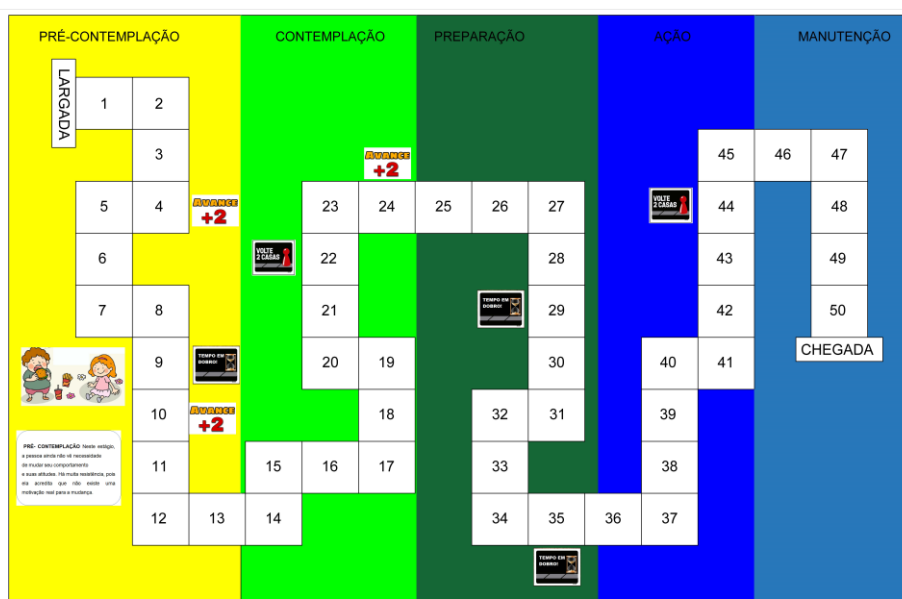 PRÉ-CONTEMPLAÇÃO
CONTEMPLAÇÃO
PREPARAÇÃO
AÇÃO
MANUTENÇÃO
LARGADA
1 2
3
45 46 47
AVANCE
+2
5 4
AVANCE
+2
23 24 25 26 27
VOLTE
2 CASAS
44 48
6
VOLTE
2 CASAS
22 28 43 49
7 8
21
TEMPO EM
DOBRO!
29 42 50
9
TEMPO EM
DOBRO!
20 19 30 40 41
CHEGADA
10
AVANCE
+2
18 32 31 39
PRÉ- CONTEMPLAÇÃO Neste estágio,
a pessoa ainda não vê necessidade
de mudar seu comportamento
e suas atitudes. Há muita resistência, pois
ela acredita que não existe uma
motivação real para a mudança.
11 15 16 17 33 38
12 13 14 34 35 36 37
TEMPO EM
DOBRO!